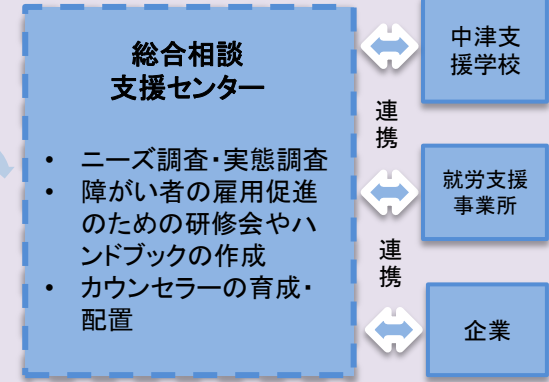 総合相談
支援センター
• ニーズ調査・実態調査
• 障がい者の雇用促進
のための研修会やハ
ンドブックの作成
• カウンセラーの育成・
配置
中津支
援学校
連
携
就労支援
事業所
連
携
企業